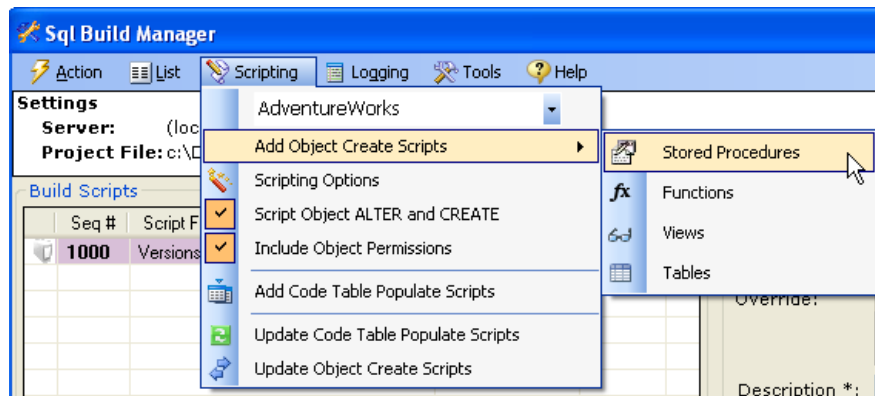 Sql Build Manager
Action List Scripting Logging Tools Help
Settings
AdventureWorks
Server: (loc
Add Object Create Scripts
Stored Procedures
Project File: c:\
Scripting Options
Build Scripts
Functions
Script Object ALTER and CREATE
Seq # Script F
Views
1000 Versions
Include Object Permissions
Tables
Add Code Table Populate Scripts
Override:
Update Code Table Populate Scripts
Update Object Create Scripts
Description *: